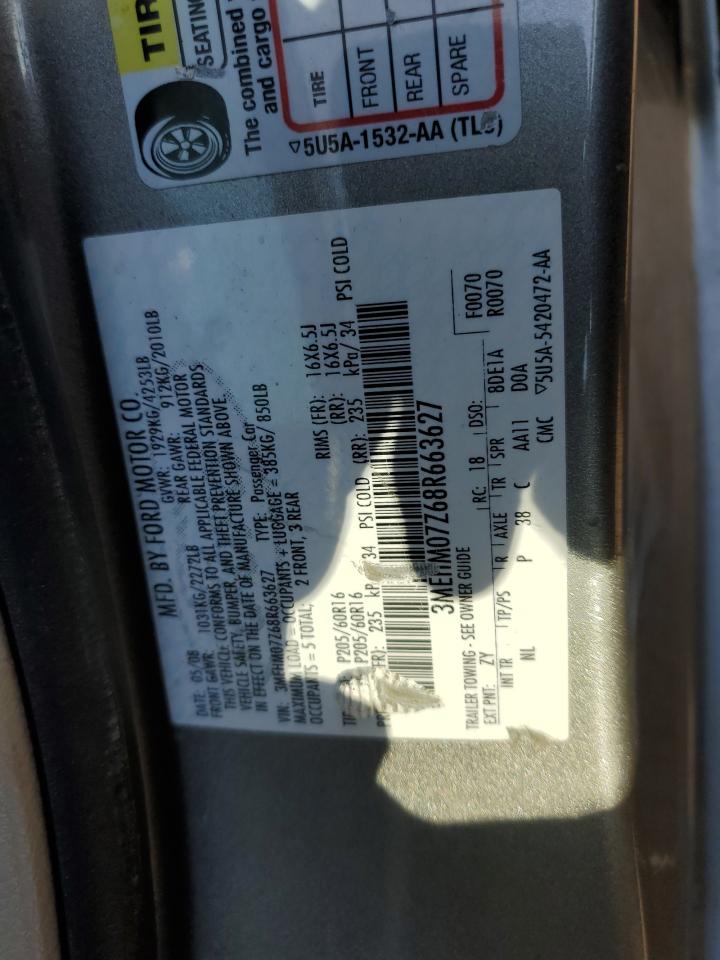 TIR
SEATING
The combined
and cargo
TIRE
FRONT
REAR
SPARE
5U5A-1532-AA
MFD. BY FORD MOTOR CO.
DATE: 05/08 GVWR: 1929KG/4253LB
FRONT GAWR: 1031KG/2272LB REAR GAWR: 912KG/2010LB
THIS VEHICLE CONFORMS TO ALL APPLICABLE FEDERAL MOTOR
VEHICLE SAFETY, BUMPER, AND THEFT PREVENTION STANDARDS
IN EFFECT ON THE DATE OF MANUFACTURE SHOWN ABOVE
VIN: 3MEHM07Z68R663627 TYPE: Passenger Car
MAXIMUM LOAD = OCCUPANTS + LUGGAGE = 385KG/ 850LB
OCCUPANTS = 5 TOTAL, 2 FRONT, 3 REAR
P205/60R16 RIMS (FR): 16X6.5J
P205/60R16 (RR): 16X6.5J
235 34 PSI COLD (RR): 235 kPa/ 34 PSI COLD
3MEHM07Z68R663627
TRAILER TOWING - SEE OWNER GUIDE
EXT PNT: ZY RC: 18 DSO: F0070
R0070
INT TR TP/PS R AXLE TR SPR 8DE1A
NL P 38 C AA11 D0A
CMC 5U5A-5420472-AA